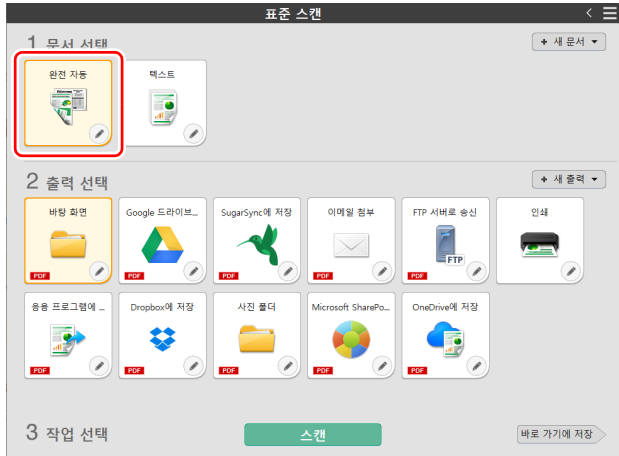 표준 스캔
1 문서 선택
+ 새 문서
완전 자동
텍스트
2 출력 선택
+ 새 출력
바탕 화면
Google 드라이브...
SugarSync에 저장
이메일 첨부
FTP 서버로 송신
인쇄
FTP
PDF
PDF
PDF
PDF
PDF
응용 프로그램에 ...
Dropbox에 저장
사진 폴더
Microsoft SharePo...
OneDrive에 저장
PDF
PDF
PDF
PDF
PDF
3 작업 선택
스캔
바로 가기에 저장